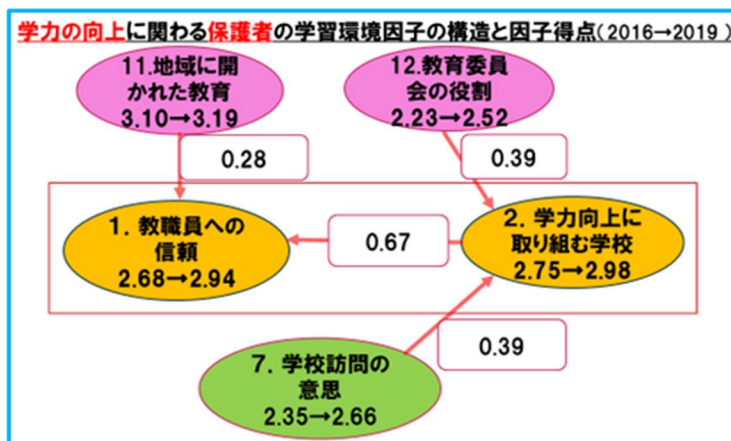 学力の向上に関わる保護者の学習環境因子の構造と因子得点(2016→2019)
11.地域に開
かれた教育
3.10→3.19
12.教育委員
会の役割
2.23→2.52
0.28
0.39
1. 教職員への
信頼
2.68→2.94
0.67
2. 学力向上に
取り組む学校
2.75→2.98
7. 学校訪問の
意思
2.35→2.66
0.39